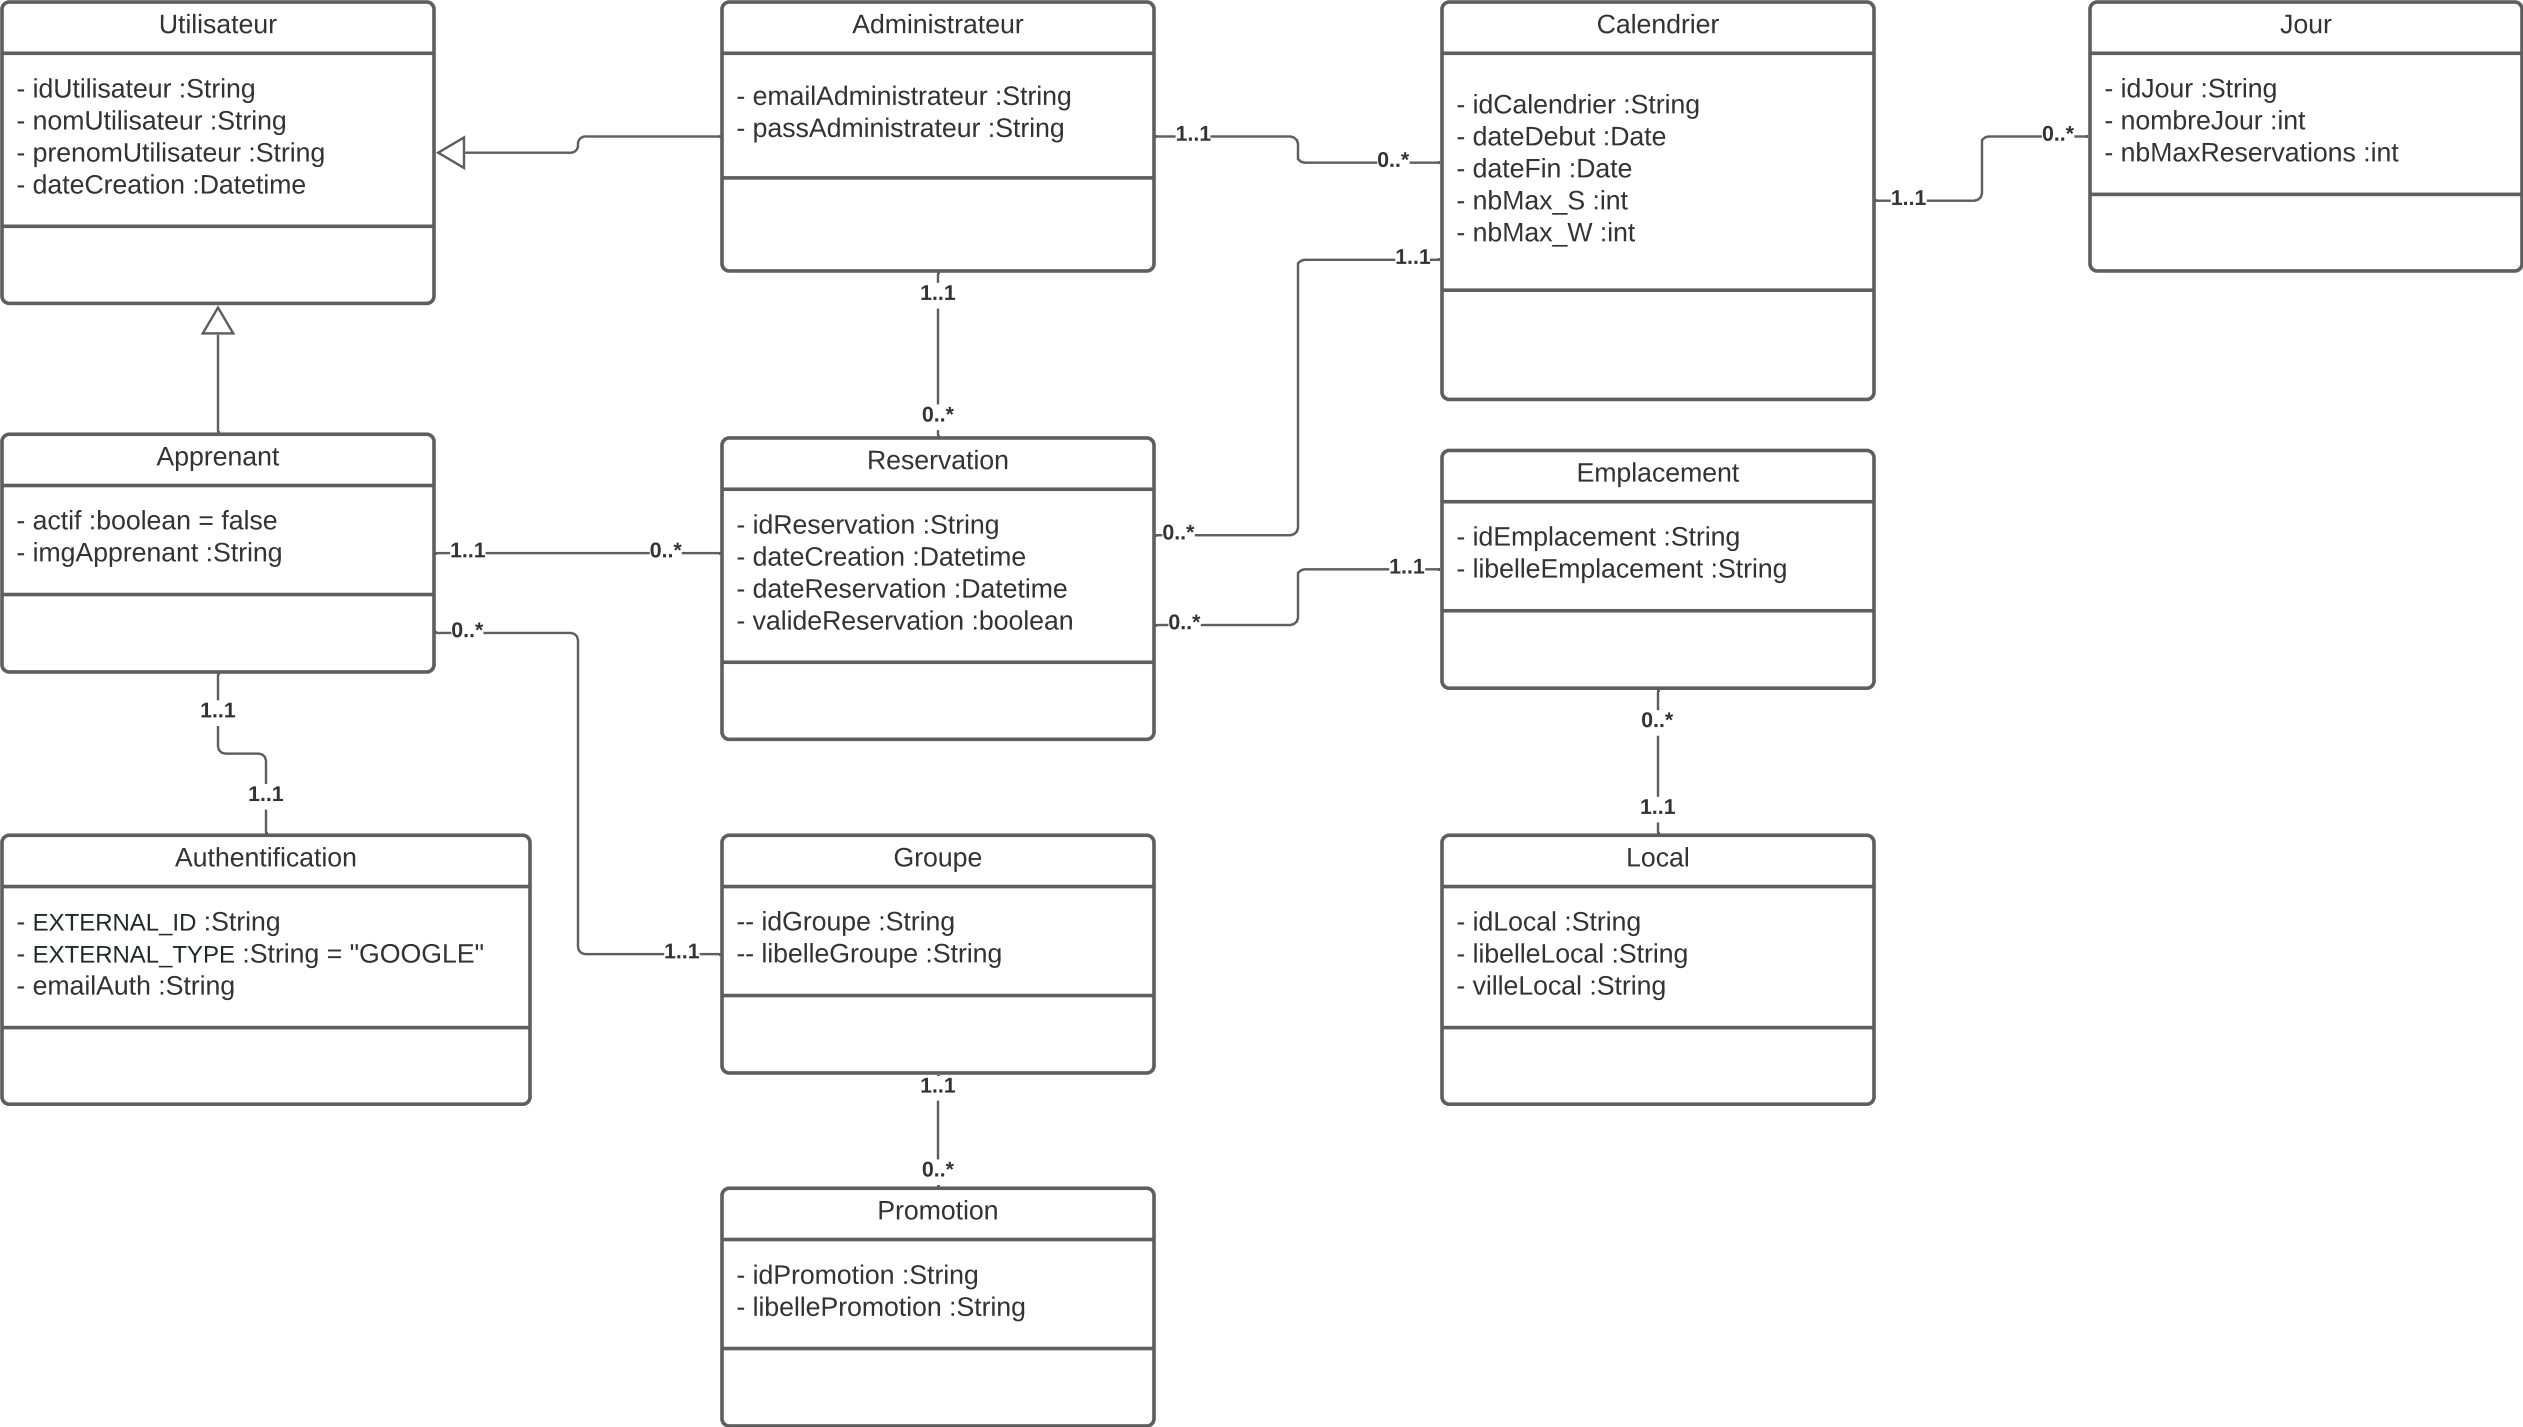 Utilisateur
- idUtilisateur :String
- nomUtilisateur :String
- prenomUtilisateur :String
- dateCreation :Datetime
Administrateur
- emailAdministrateur :String
- passAdministrateur :String
1..1
0..*
1..1
0..*
Calendrier
- idCalendrier :String
- dateDebut :Date
- dateFin :Date
- nbMax_S :int
- nbMax_W :int
1..1
1..1
0..*
Jour
- idJour :String
- nombreJour :int
- nbMaxReservations :int
Apprenant
- actif :boolean = false
- imgApprenant :String
1..1
0..*
0..*
1..1
1..1
Reservation
- idReservation :String
- dateCreation :Datetime
- dateReservation :Datetime
- valideReservation :boolean
0..*
0..*
1..1
Emplacement
- idEmplacement :String
- libelleEmplacement :String
0..*
1..1
Authentification
- EXTERNAL_ID :String
- EXTERNAL_TYPE :String = "GOOGLE"
- emailAuth :String
1..1
Groupe
-- idGroupe :String
-- libelleGroupe :String
1..1
0..*
Local
- idLocal :String
- libelleLocal :String
- villeLocal :String
Promotion
- idPromotion :String
- libellePromotion :String